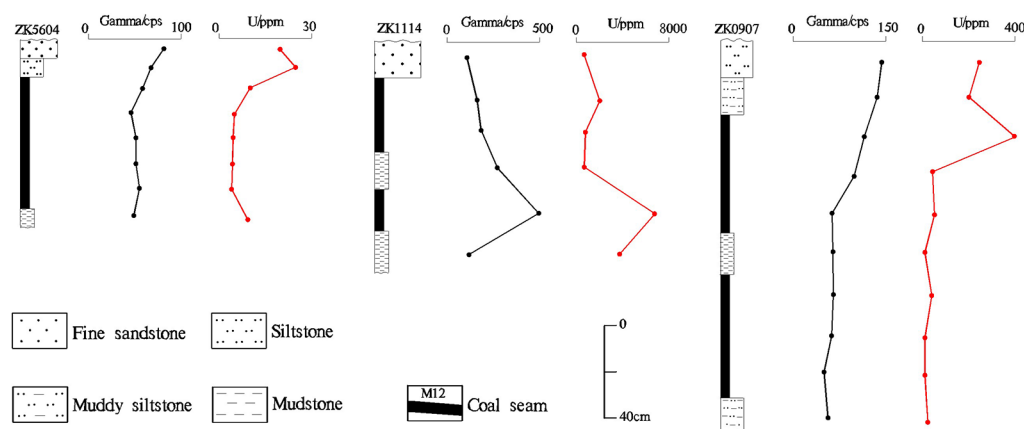 ZK5604
Gamma/cps
0
100
U/ppm
0
30
ZK1114
Gamma/cps
0
500
U/ppm
0
8000
ZK0907
Gamma/cps
0
150
U/ppm
0
400
Fine sandstone
Siltstone
Muddy siltstone
Mudstone
M12
Coal seam
0
40cm